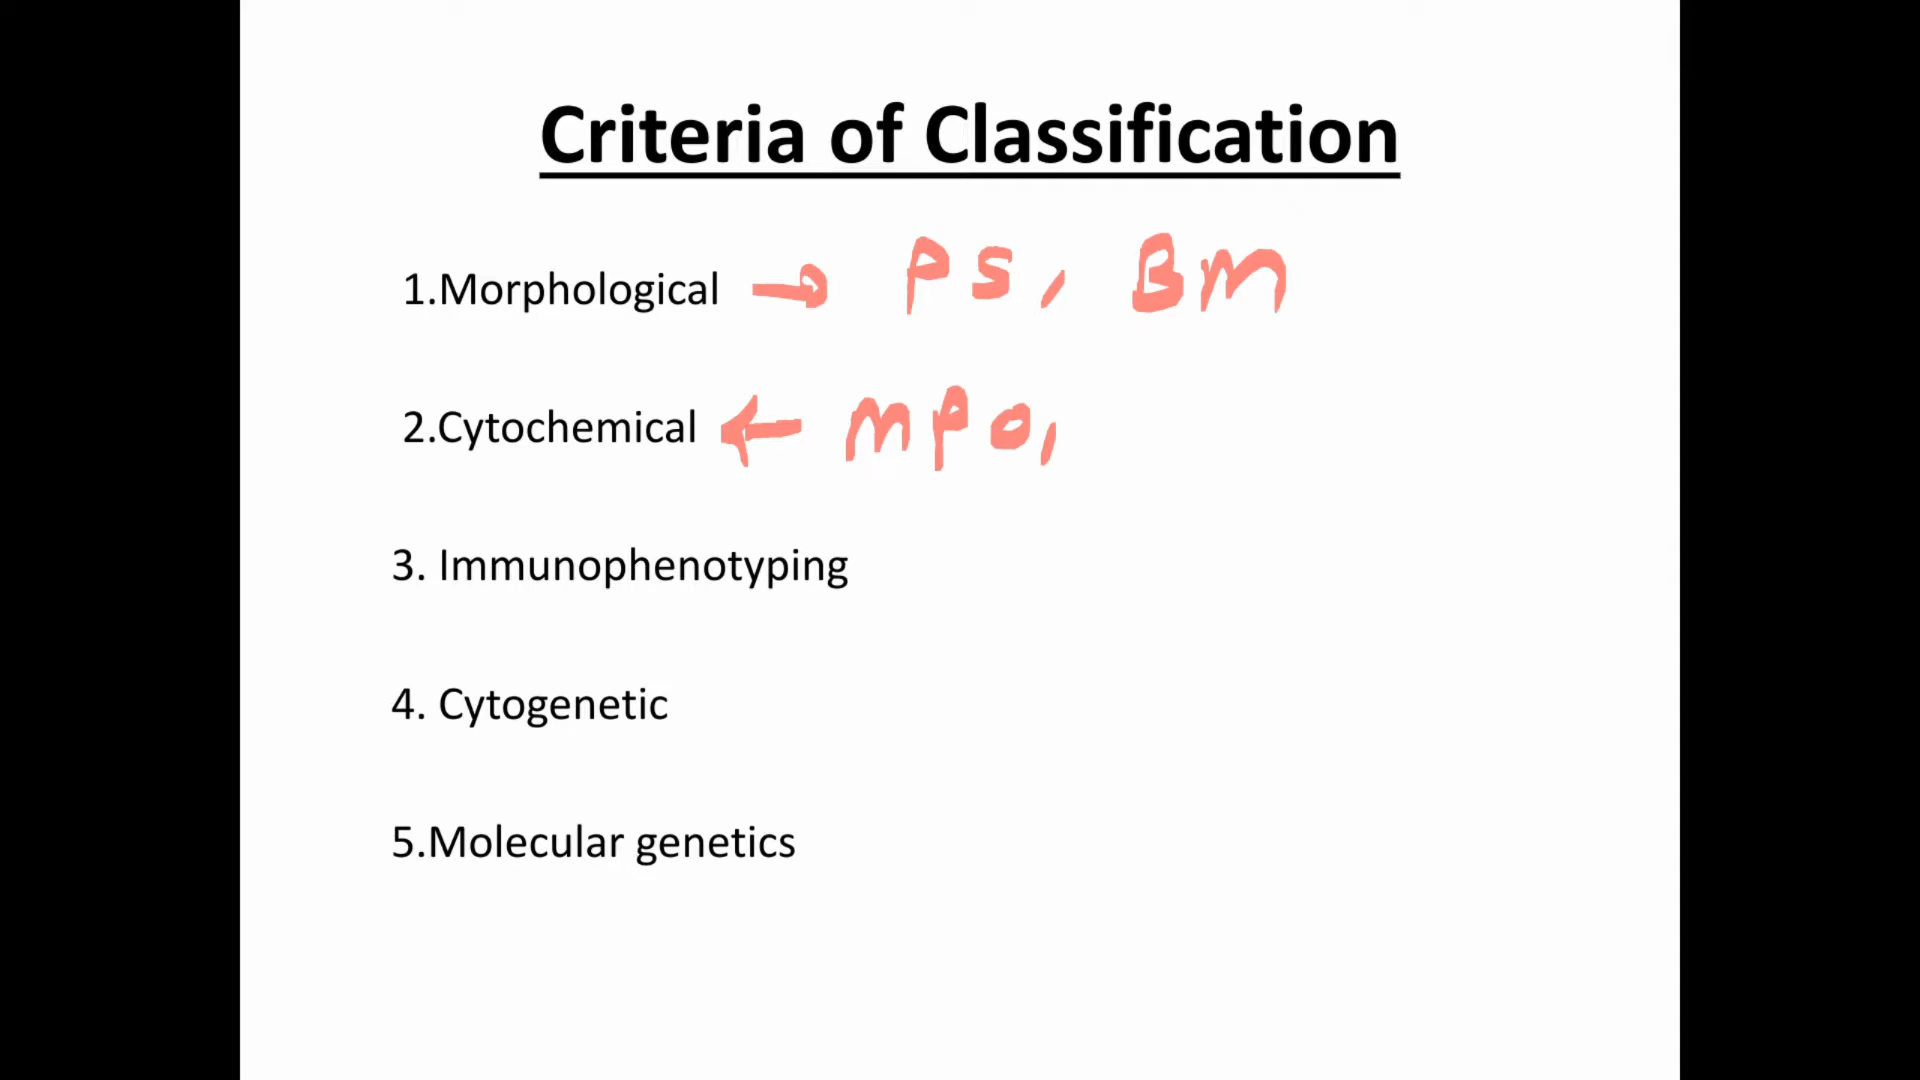 Criteria of Classification
1.Morphological → PS, BM
2.Cytochemical ← MPO,
3. Immunophenotyping
4. Cytogenetic
5.Molecular genetics